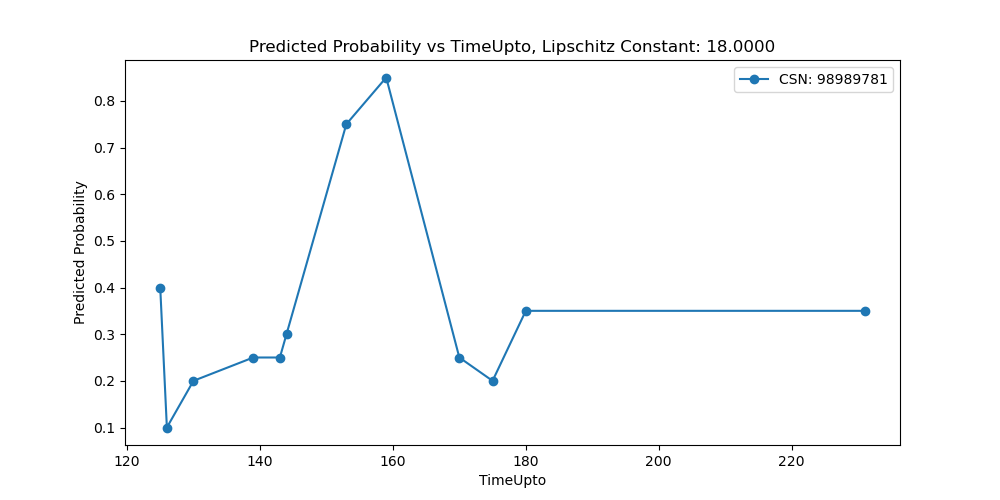 Predicted Probability vs TimeUpto, Lipschitz Constant: 18.0000
CSN: 98989781
Predicted Probability
0.8
0.7
0.6
0.5
0.4
0.3
0.2
0.1
120 140 160 180 200 220
TimeUpto